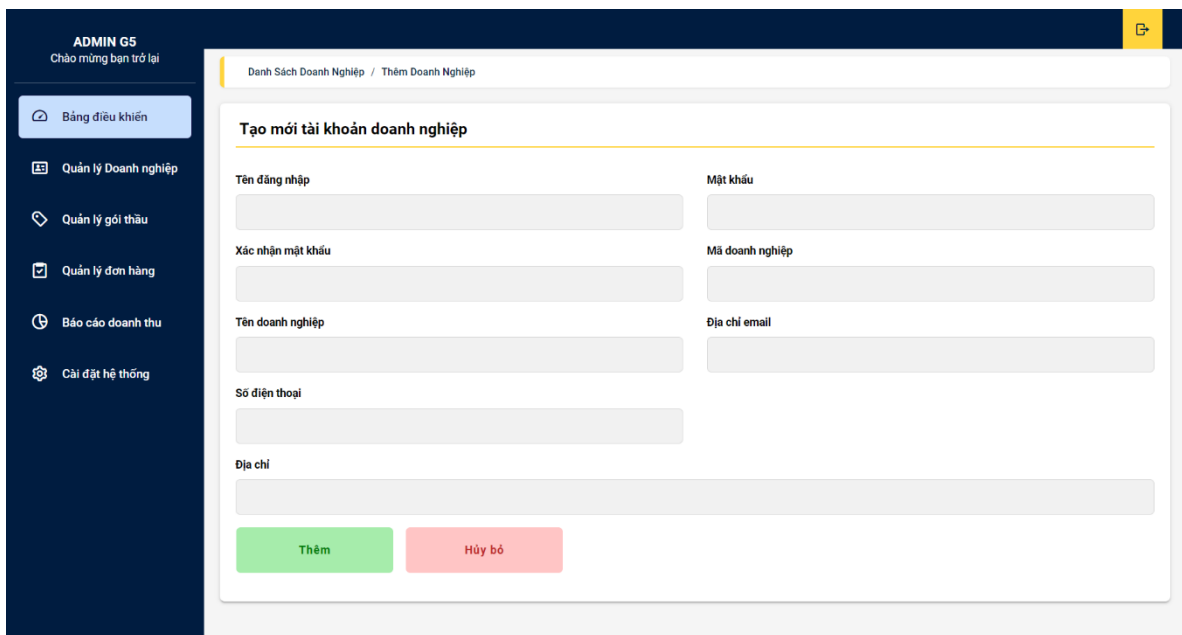 ADMIN G5
Chào mừng bạn trở lại
Bảng điều khiển
Quản lý Doanh nghiệp
Quản lý gói thầu
Quản lý đơn hàng
Báo cáo doanh thu
Cài đặt hệ thống
Danh Sách Doanh Nghiệp / Thêm Doanh Nghiệp
Tạo mới tài khoản doanh nghiệp
Tên đăng nhập
Mật khẩu
Xác nhận mật khẩu
Mã doanh nghiệp
Tên doanh nghiệp
Địa chỉ email
Số điện thoại
Địa chỉ
Thêm
Hủy bỏ